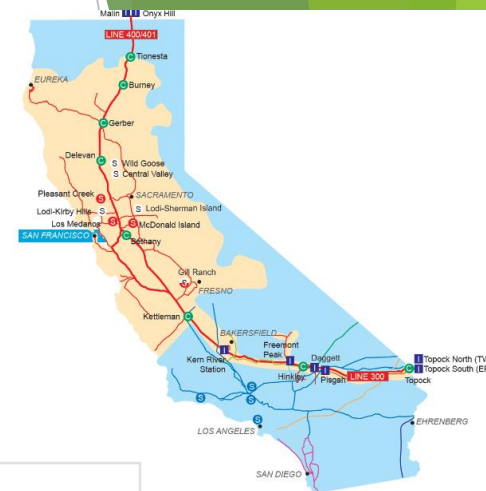 Malin I I Onyx Hill
LINE 400/401
C Tionesta
EUREKA
C Burney
C Gerber
Delevan C
S Wild Goose
S Central Valley
Pleasant Creek S
SACRAMENTO
Lodi-Kirby Hills S
S Lodi-Sherman Island
Los Medanos S
S McDonald Island
SAN FRANCISCO
C Bethany
Gill Ranch
S
FRESNO
Kettleman C
BAKERSFIELD
I
Kern River
Station
Freemont
Peak I
Daggett
I I
Hinkley C
Pisgah
LINE 300
I Topock North (TW
I Topock South (EP
C
Topock
S
S
S
S
LOS ANGELES
EHRENBERG
SAN DIEGO